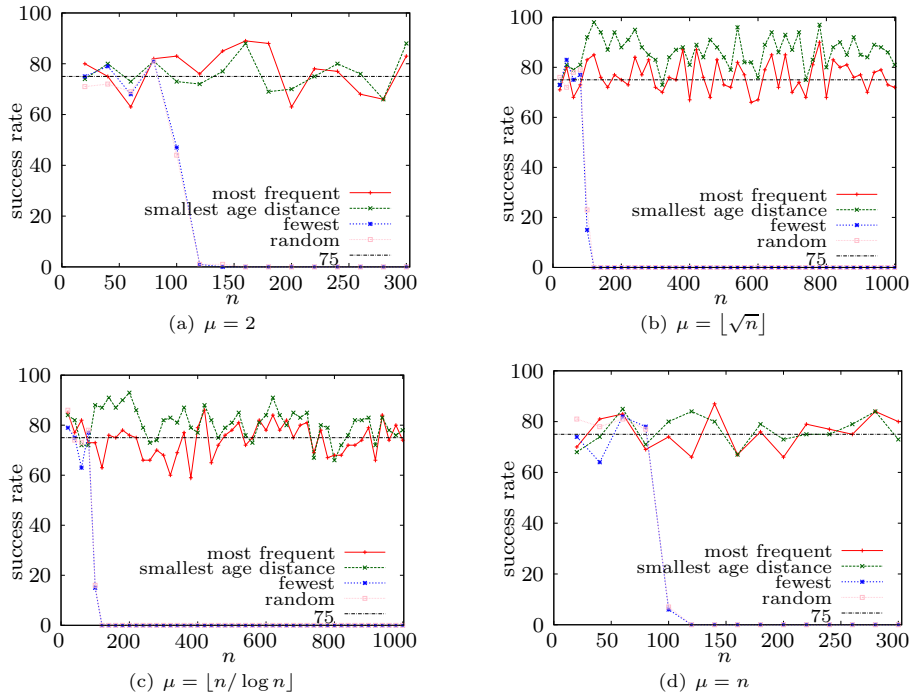 100
80
60
40
20
0
success rate
most frequent
smallest age distance
fewest
random
75
0 50 100 150 200 250 300
n
(a) μ = 2
100
80
60
40
20
0
success rate
most frequent
smallest age distance
fewest
random
75
0 200 400 600 800 1000
n
(b) μ = ⌊√n⌋
100
80
60
40
20
0
success rate
most frequent
smallest age distance
fewest
random
75
0 200 400 600 800 1000
n
(c) μ = ⌊n/ log n⌋
100
80
60
40
20
0
success rate
most frequent
smallest age distance
fewest
random
75
0 50 100 150 200 250 300
n
(d) μ = n